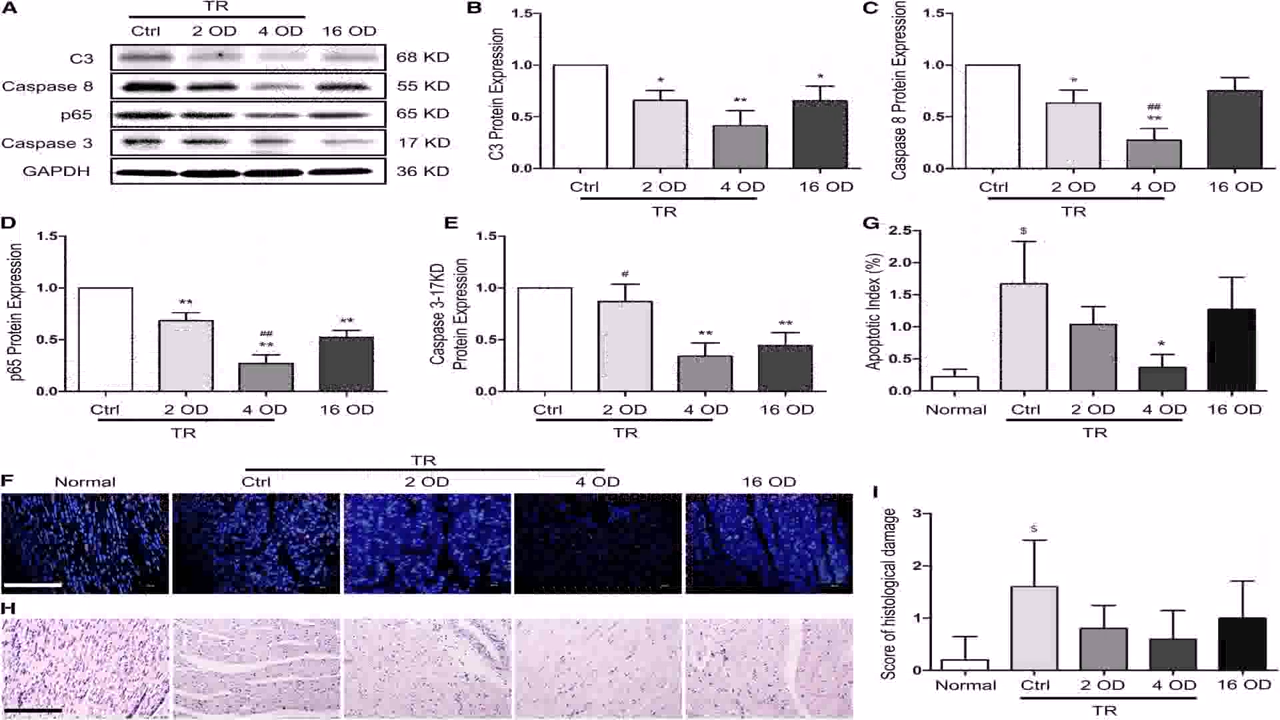 A
TR
Ctrl 2 OD 4 OD 16 OD
C3 68 KD
Caspase 8 55 KD
p65 65 KD
Caspase 3 17 KD
GAPDH 36 KD
B
C3 Protein Expression
1.5
1.0
0.5
0.0
* ** *
Ctrl 2 OD 4 OD 16 OD
TR
C
Caspase 8 Protein Expression
1.5
1.0
0.5
0.0
*
##
**
Ctrl 2 OD 4 OD 16 OD
TR
D
p65 Protein Expression
1.5
1.0
0.5
0.0
**
##
**
**
Ctrl 2 OD 4 OD 16 OD
TR
E
Caspase 3-17KD
Protein Expression
1.5
1.0
0.5
0.0
# ** **
Ctrl 2 OD 4 OD 16 OD
TR
G
Apoptotic Index (%)
2.5
2.0
1.5
1.0
0.5
0.0
$
*
Normal Ctrl 2 OD 4 OD 16 OD
TR
TR
F Normal Ctrl 2 OD 4 OD 16 OD
H
I
Score of histological damage
3
2
1
0
$
Normal Ctrl 2 OD 4 OD 16 OD
TR